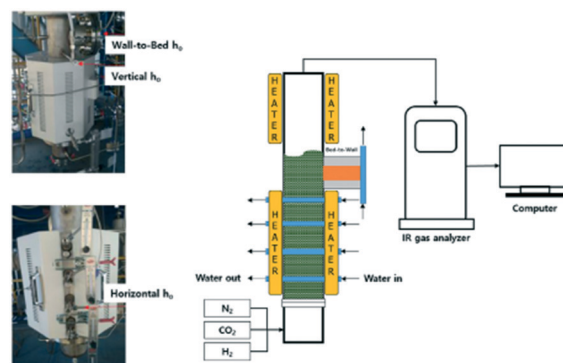 Wall-to-Bed h₀
Vertical h₀
Horizontal h₀
HEATER
HEATER
Bed-to-Wall
HEATER
HEATER
Water out
Water in
N₂
CO₂
H₂
IR gas analyzer
Computer